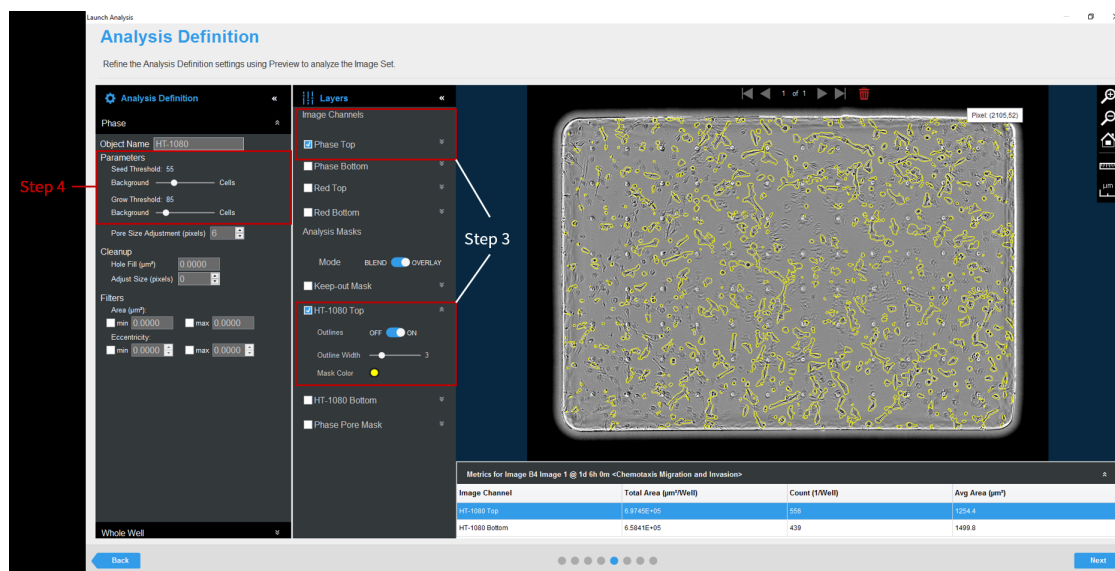 Launch Analysis
Analysis Definition
Refine the Analysis Definition settings using Preview to analyze the Image Set.
Analysis Definition «
Phase
Object Name HT-1080
Parameters
Seed Threshold: 55
Background Cells
Grow Threshold: 85
Background Cells
Pore Size Adjustment (pixels) 6
Cleanup
Hole Fill (µm²) 0.0000
Adjust Size (pixels) 0
Filters
Area (µm²):
min 0.0000 max 0.0000
Eccentricity:
min 0.0000 max 0.0000
Whole Well
Step 4
Layers «
Image Channels
Phase Top
Phase Bottom
Red Top
Red Bottom
Analysis Masks
Mode BLEND OVERLAY
Keep-out Mask
HT-1080 Top
Outlines OFF ON
Outline Width 3
Mask Color
HT-1080 Bottom
Phase Pore Mask
Step 3
1 of 1
Pixel: (2105,52)
µm
Metrics for Image B4 Image 1 @ 1d 6h 0m <Chemotaxis Migration and Invasion>
Image Channel Total Area (µm²/Well) Count (1/Well) Avg Area (µm²)
HT-1080 Top 6.9745E+05 556 1254.4
HT-1080 Bottom 6.5841E+05 439 1499.8
Back
Next